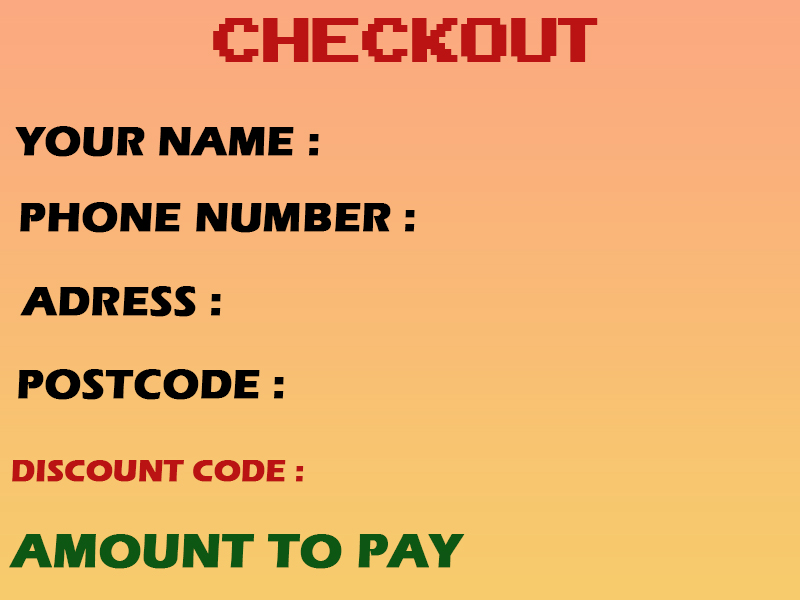 CHECKOUT
YOUR NAME :
PHONE NUMBER :
ADRESS :
POSTCODE :
DISCOUNT CODE :
AMOUNT TO PAY